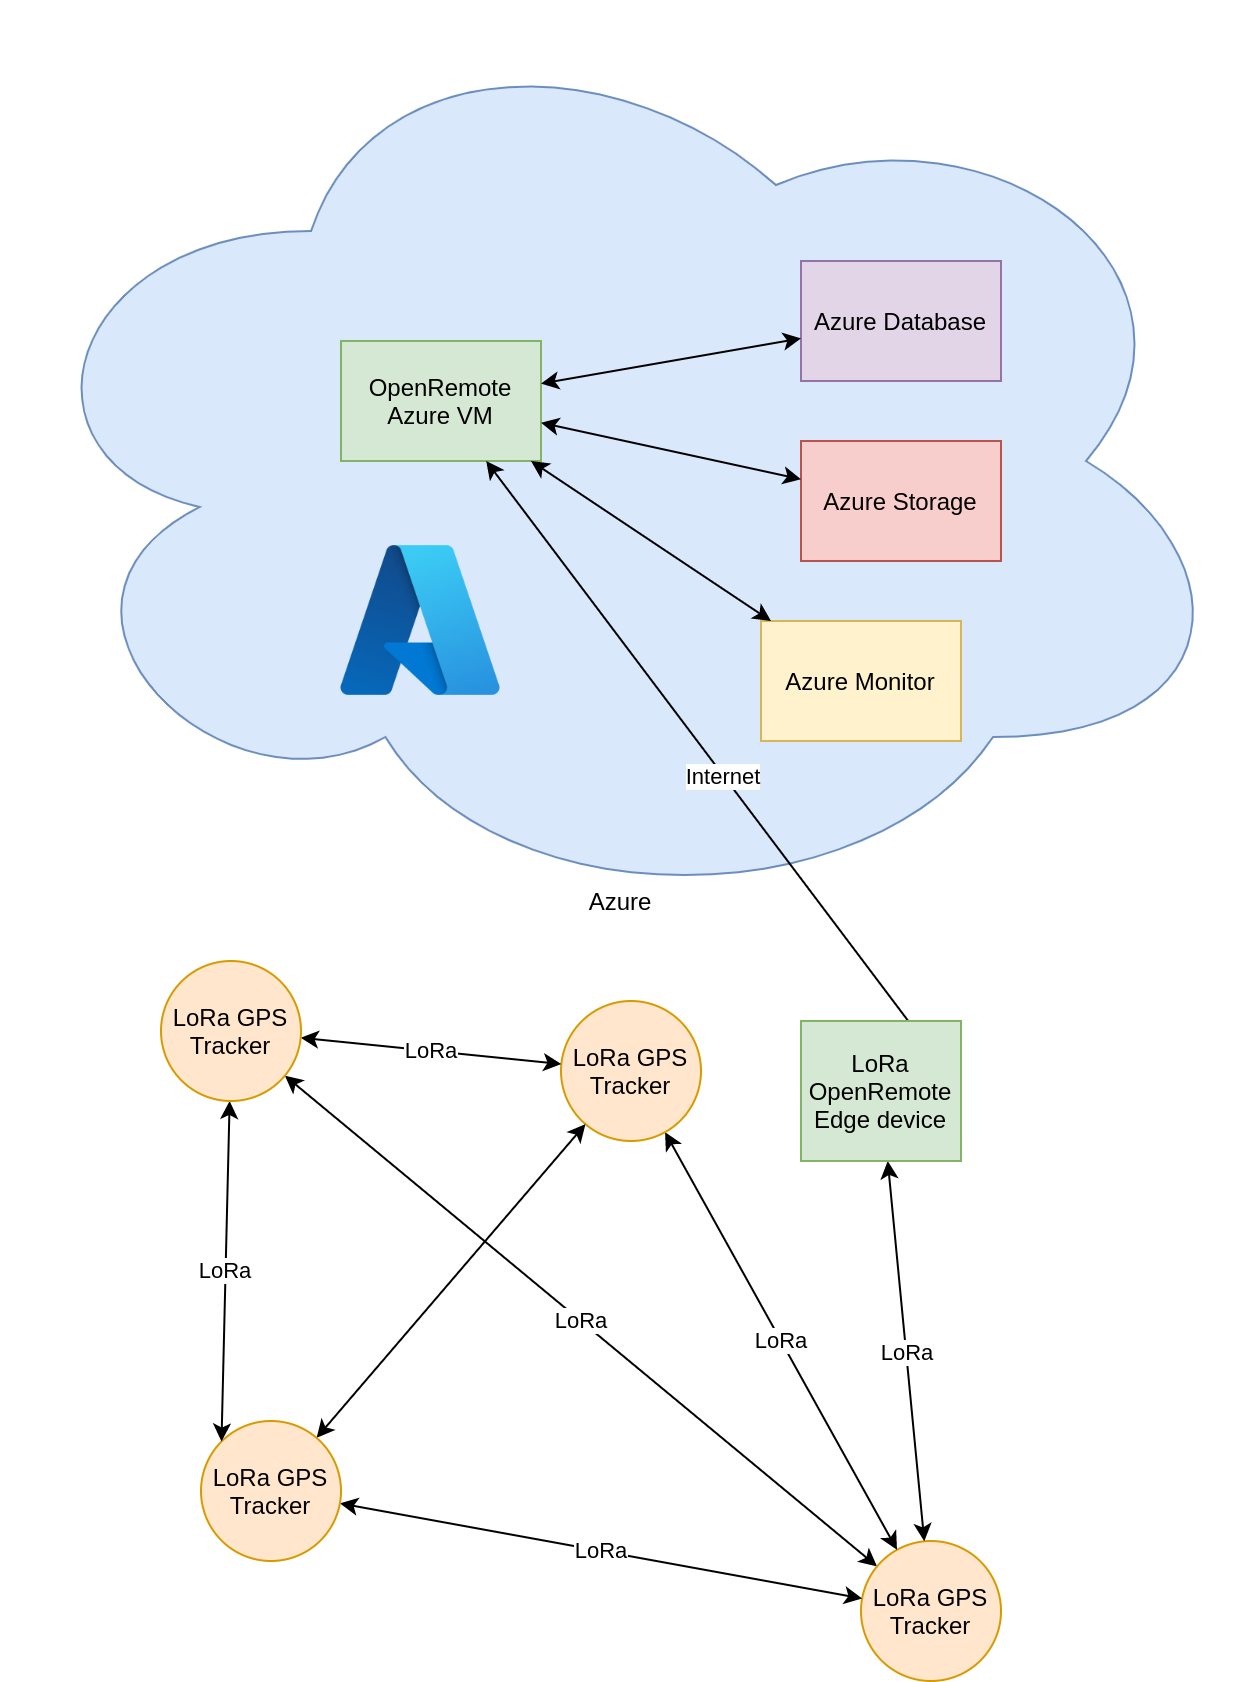 Azure Database
OpenRemote
Azure VM
Azure Storage
Azure Monitor
Internet
Azure
LoRa GPS
Tracker
LoRa
LoRa GPS
Tracker
LoRa
OpenRemote
Edge device
LoRa
LoRa
LoRa
LoRa
LoRa GPS
Tracker
LoRa
LoRa GPS
Tracker